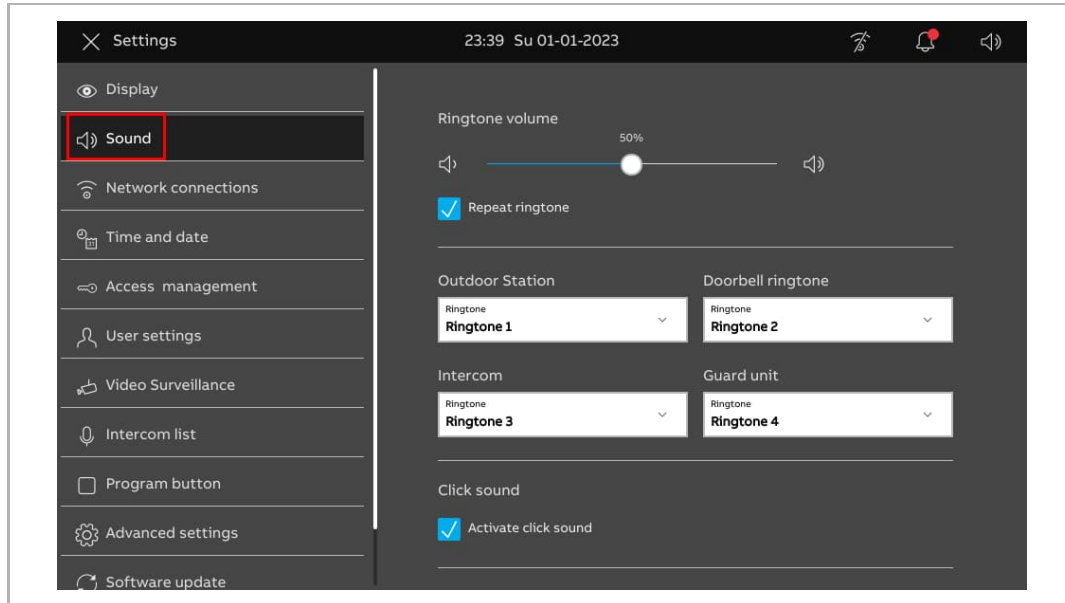 Settings
23:39 Su 01-01-2023
Display
Sound
Network connections
Time and date
Access management
User settings
Video Surveillance
Intercom list
Program button
Advanced settings
Software update
Ringtone volume
50%
Repeat ringtone
Outdoor Station
Ringtone
Ringtone 1
Doorbell ringtone
Ringtone
Ringtone 2
Intercom
Ringtone
Ringtone 3
Guard unit
Ringtone
Ringtone 4
Click sound
Activate click sound